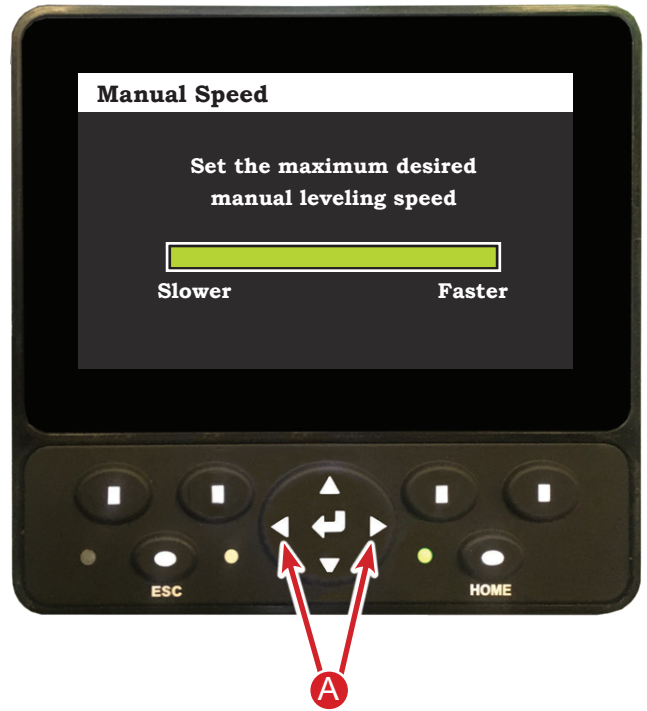 Manual Speed
Set the maximum desired
manual leveling speed
Slower Faster
ESC HOME
A